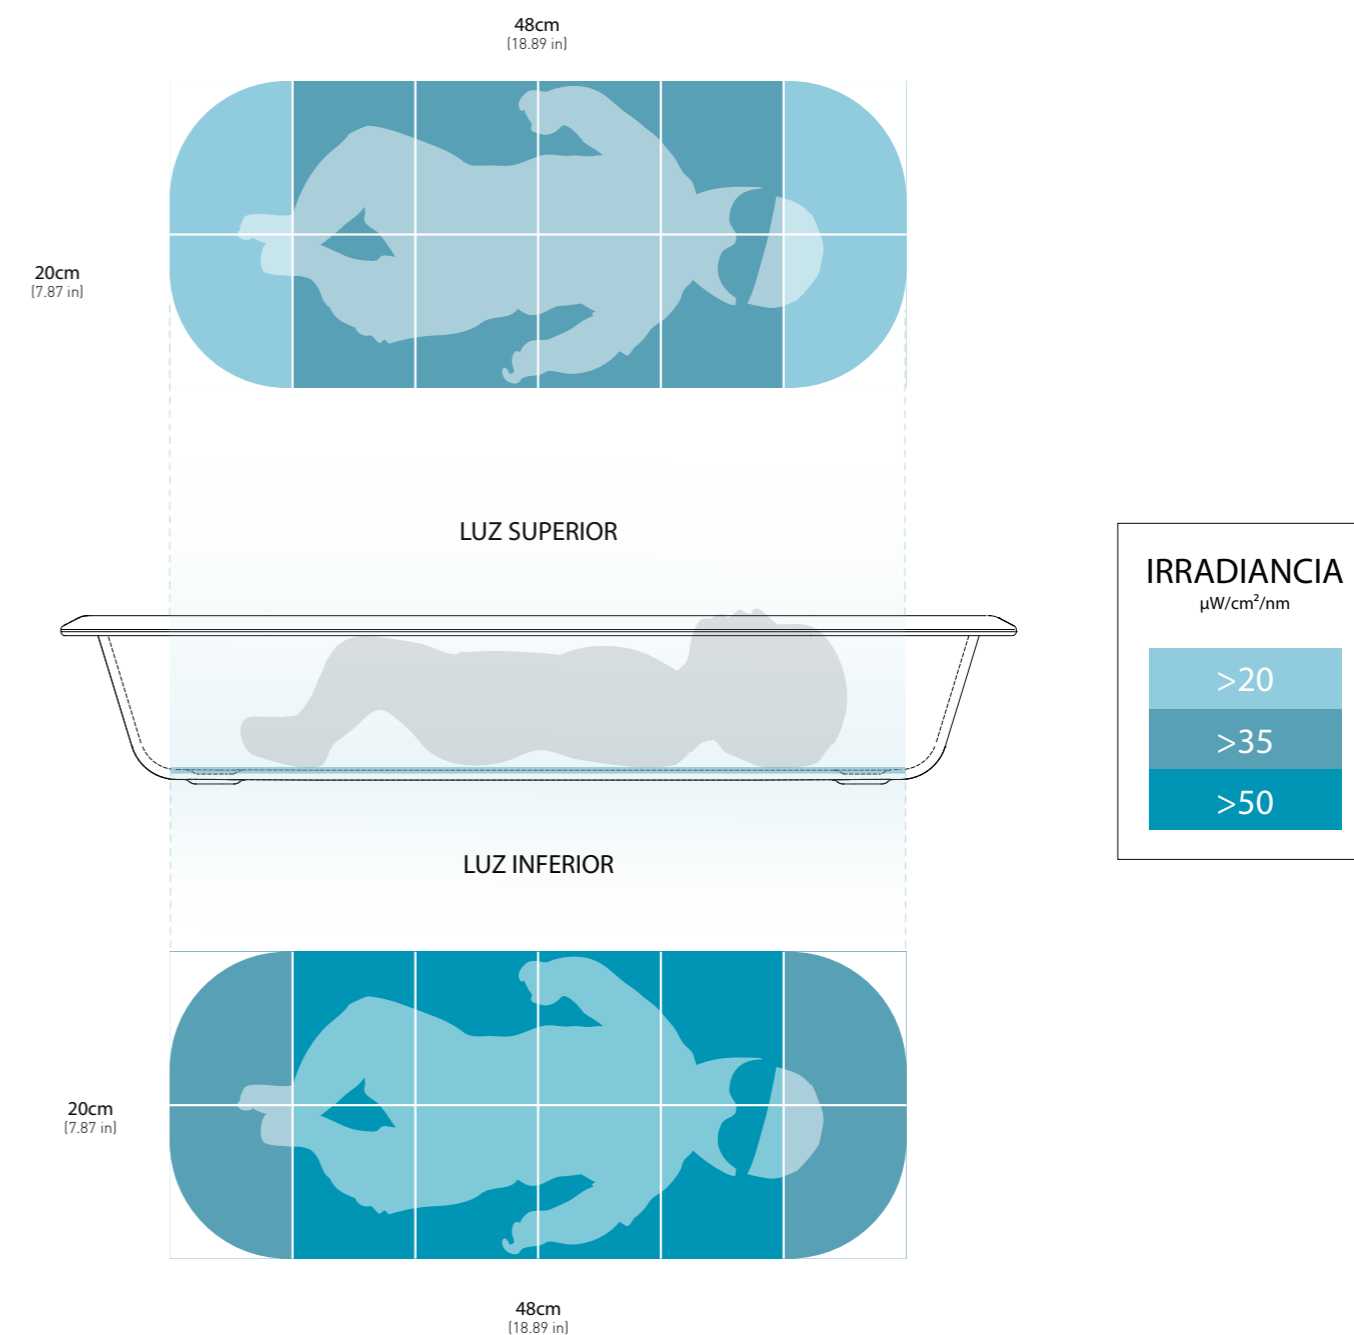 48cm
(18.89 in)
20cm
(7.87 in)
LUZ SUPERIOR
IRRADIANCIA
µW/cm²/nm
>20
>35
>50
LUZ INFERIOR
20cm
(7.87 in)
48cm
(18.89 in)